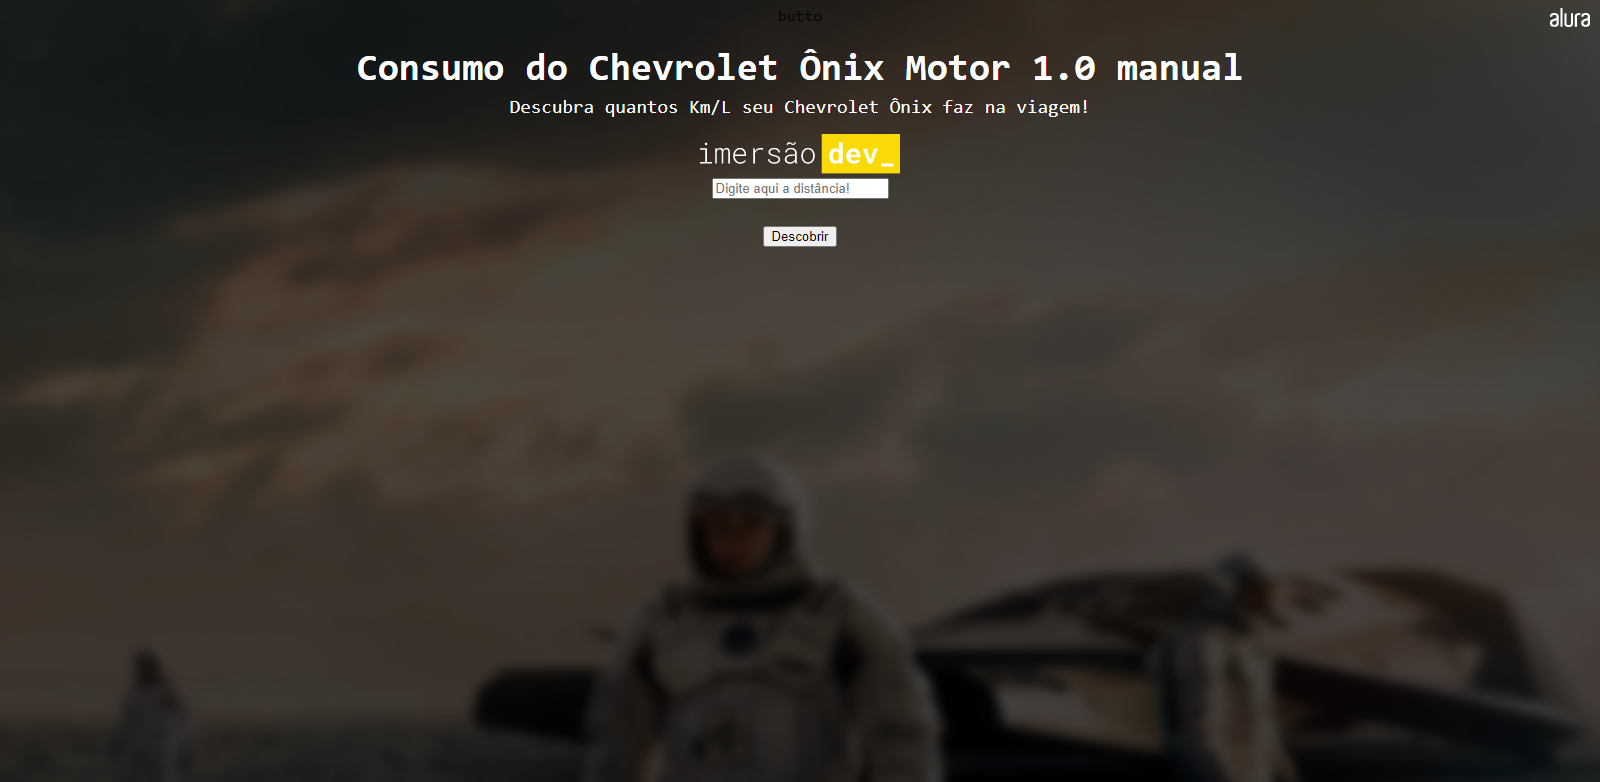 butto
alura
Consumo do Chevrolet Ônix Motor 1.0 manual
Descubra quantos Km/L seu Chevrolet Ônix faz na viagem!
imersão dev_
Digite aqui a distância!
Descobrir